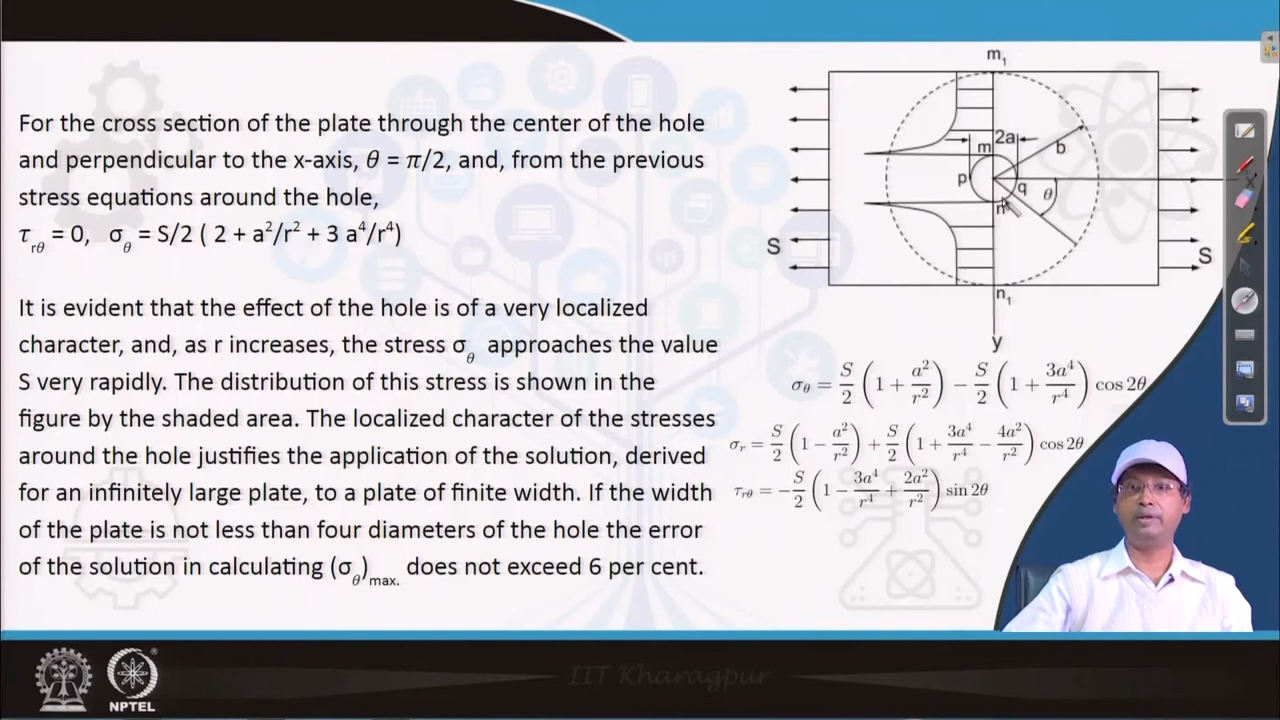 For the cross section of the plate through the center of the hole
and perpendicular to the x-axis, θ = π/2, and, from the previous
stress equations around the hole,
τ_rθ = 0, σ_θ = S/2 ( 2 + a²/r² + 3 a⁴/r⁴)
It is evident that the effect of the hole is of a very localized
character, and, as r increases, the stress σ_θ approaches the value
S very rapidly. The distribution of this stress is shown in the
figure by the shaded area. The localized character of the stresses
around the hole justifies the application of the solution, derived
for an infinitely large plate, to a plate of finite width. If the width
of the plate is not less than four diameters of the hole the error
of the solution in calculating (σ_θ)_max. does not exceed 6 per cent.
m₁
2a
m
b
p
q
θ
x
n
S
S
n₁
y
σ_θ = S/2 (1 + a²/r²) − S/2 (1 + 3a⁴/r⁴) cos 2θ
σ_r = S/2 (1 − a²/r²) + S/2 (1 + 3a⁴/r⁴ − 4a²/r²) cos 2θ
τ_rθ = −S/2 (1 − 3a⁴/r⁴ + 2a²/r²) sin 2θ
IIT Kharagpur
NPTEL